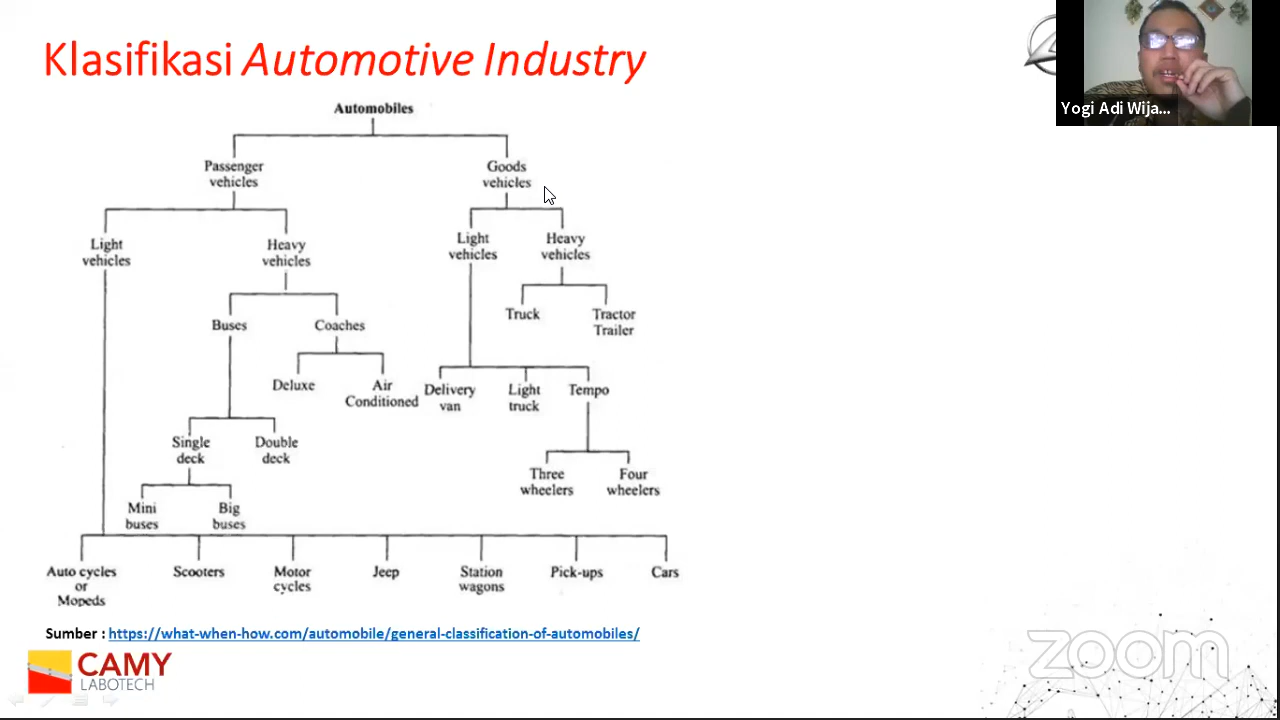 Klasifikasi Automotive Industry
Yogi Adi Wija...
Automobiles
Passenger
vehicles
Goods
vehicles
Light
vehicles
Heavy
vehicles
Light
vehicles
Heavy
vehicles
Buses
Coaches
Truck
Tractor
Trailer
Deluxe
Air
Conditioned
Delivery
van
Light
truck
Tempo
Single
deck
Double
deck
Three
wheelers
Four
wheelers
Mini
buses
Big
buses
Auto cycles
or
Mopeds
Scooters
Motor
cycles
Jeep
Station
wagons
Pick-ups
Cars
Sumber : https://what-when-how.com/automobile/general-classification-of-automobiles/
CAMY
LABOTECH
zoom